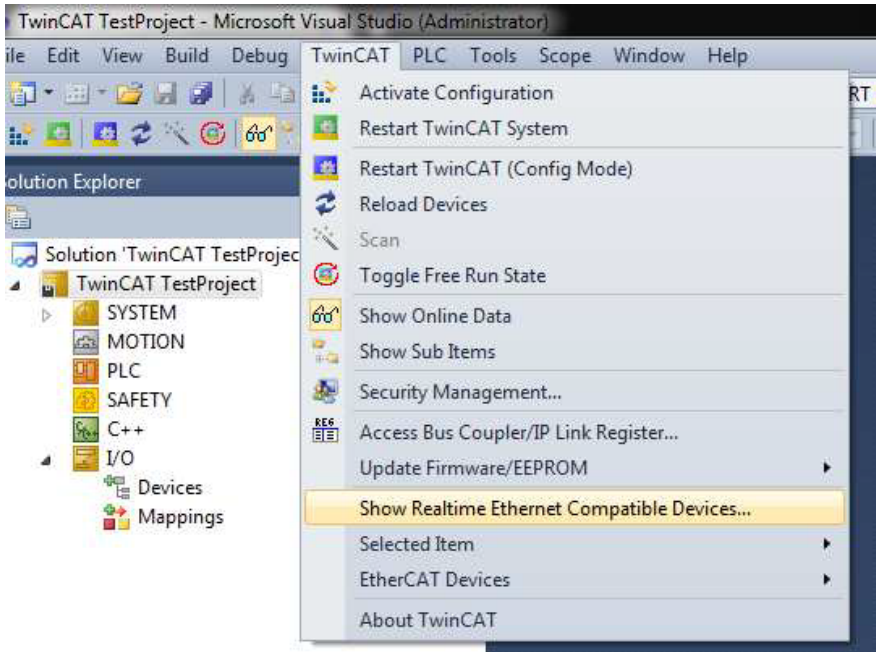 TwinCAT TestProject - Microsoft Visual Studio (Administrator)
ile Edit View Build Debug TwinCAT PLC Tools Scope Window Help
Activate Configuration
RT
Restart TwinCAT System
Restart TwinCAT (Config Mode)
olution Explorer
Reload Devices
Scan
Solution 'TwinCAT TestProjec
Toggle Free Run State
TwinCAT TestProject
SYSTEM
Show Online Data
MOTION
Show Sub Items
PLC
Security Management...
SAFETY
C++
REG
Access Bus Coupler/IP Link Register...
I/O
Update Firmware/EEPROM
Devices
Show Realtime Ethernet Compatible Devices...
Mappings
Selected Item
EtherCAT Devices
About TwinCAT